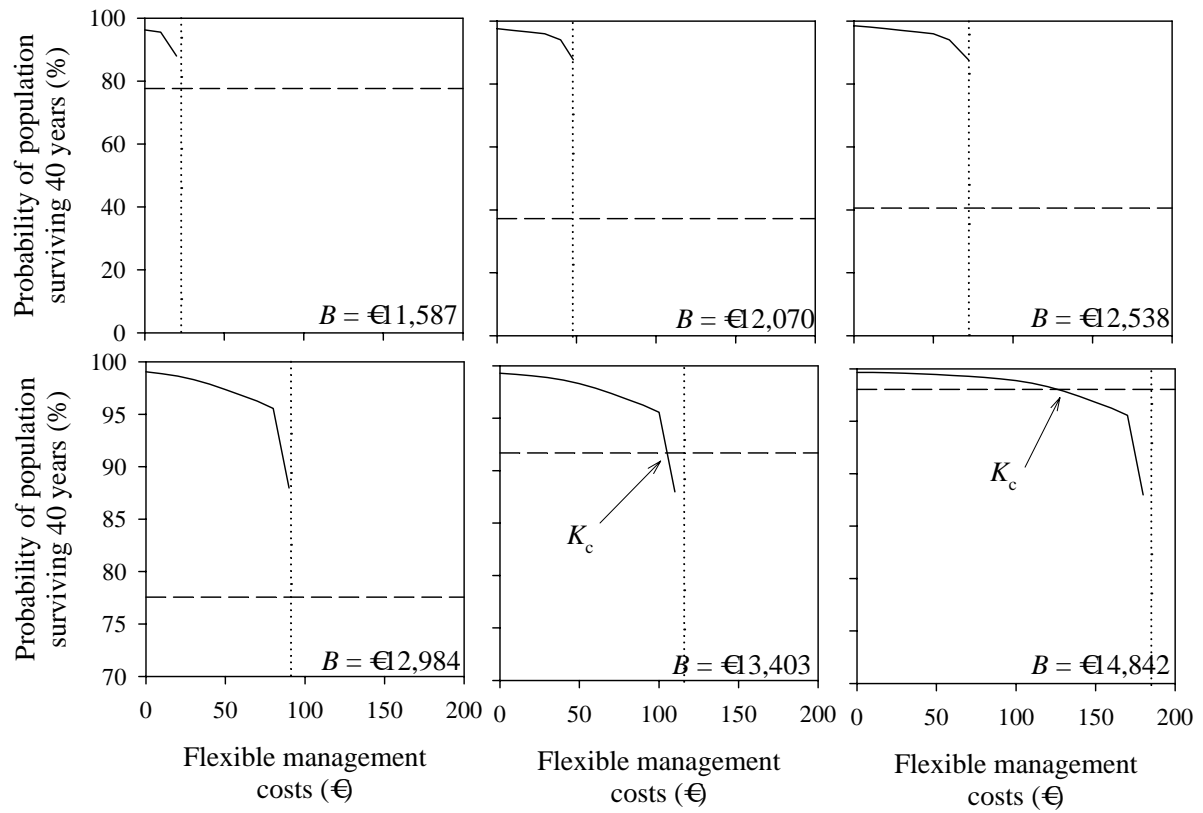 Probability of population
surviving 40 years (%)
100
80
60
40
20
0
B = €11,587
B = €12,070
B = €12,538
Probability of population
surviving 40 years (%)
100
95
90
85
80
75
70
B = €12,984
Kc
B = €13,403
Kc
B = €14,842
0 50 100 150 200
0 50 100 150 200
0 50 100 150 200
Flexible management
costs (€)
Flexible management
costs (€)
Flexible management
costs (€)